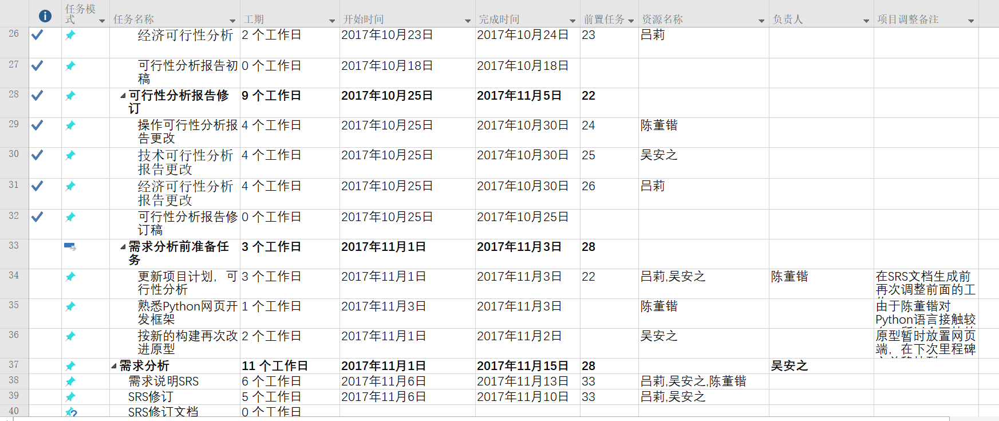 任务模式 任务名称 工期 开始时间 完成时间 前置任务 资源名称 负责人 项目调整备注
26 经济可行性分析 2 个工作日 2017年10月23日 2017年10月24日 23 吕莉
27 可行性分析报告初稿 0 个工作日 2017年10月18日 2017年10月18日
28 可行性分析报告修订 9 个工作日 2017年10月25日 2017年11月5日 22
29 操作可行性分析报告更改 4 个工作日 2017年10月25日 2017年10月30日 24 陈董锴
30 技术可行性分析报告更改 4 个工作日 2017年10月25日 2017年10月30日 25 吴安之
31 经济可行性分析报告更改 4 个工作日 2017年10月25日 2017年10月30日 26 吕莉
32 可行性分析报告修订稿 0 个工作日 2017年10月25日 2017年10月25日
33 需求分析前准备任务 3 个工作日 2017年11月1日 2017年11月3日 28
34 更新项目计划，可行性分析 3 个工作日 2017年11月1日 2017年11月3日 22 吕莉,吴安之 陈董锴 在SRS文档生成前再次调整前面的工
35 熟悉Python网页开发框架 1 个工作日 2017年11月3日 2017年11月3日 陈董锴 由于陈董锴对Python语言接触较
36 按新的构建再次改进原型 2 个工作日 2017年11月1日 2017年11月2日 吴安之 原型暂时放置网页端，在下次里程碑
37 需求分析 11 个工作日 2017年11月1日 2017年11月15日 28 吴安之
38 需求说明SRS 6 个工作日 2017年11月6日 2017年11月13日 33 吕莉,吴安之,陈董锴
39 SRS修订 5 个工作日 2017年11月6日 2017年11月10日 33 吕莉,吴安之
40 SRS修订文档 0 个工作日